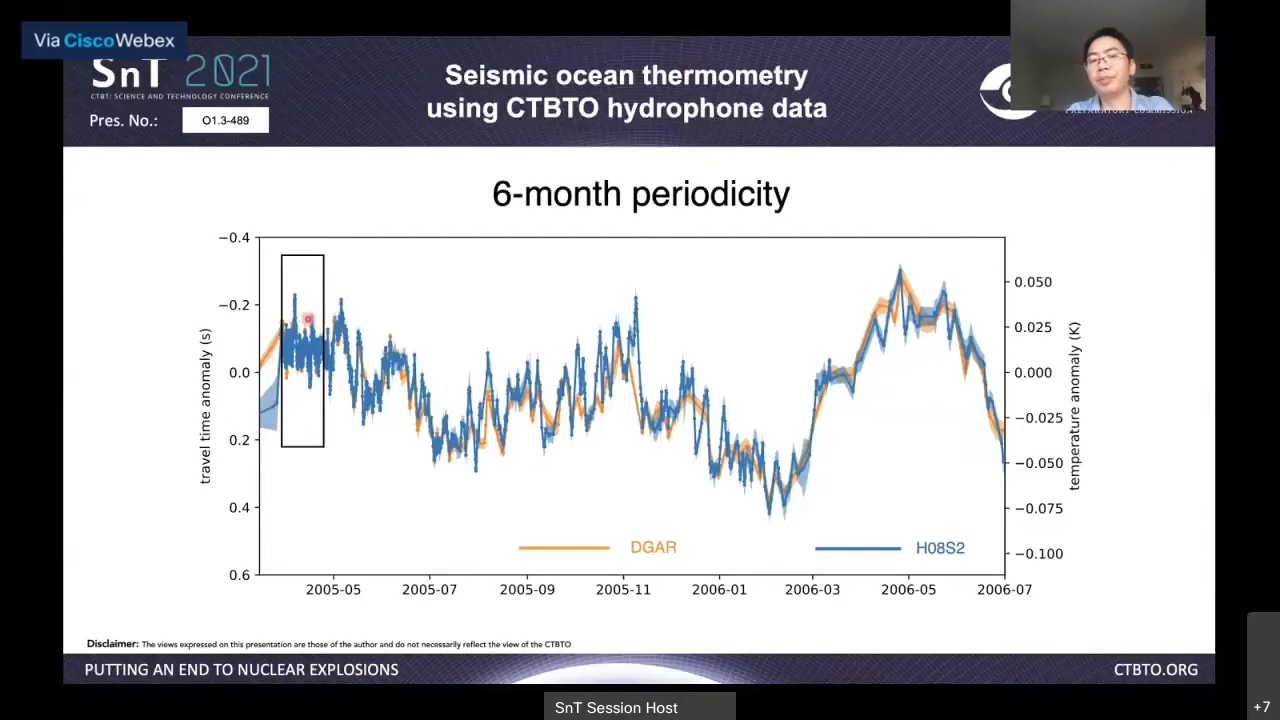 Via CiscoWebex
SnT 2021
CTBT: SCIENCE AND TECHNOLOGY CONFERENCE
Pres. No.: O1.3-489
Seismic ocean thermometry
using CTBTO hydrophone data
PREPARATORY COMMISSION
6-month periodicity
−0.4
−0.2
0.0
0.2
0.4
0.6
travel time anomaly (s)
0.050
0.025
0.000
−0.025
−0.050
−0.075
−0.100
temperature anomaly (K)
DGAR
H08S2
2005-05
2005-07
2005-09
2005-11
2006-01
2006-03
2006-05
2006-07
Disclaimer: The views expressed on this presentation are those of the author and do not necessarily reflect the view of the CTBTO
PUTTING AN END TO NUCLEAR EXPLOSIONS
CTBTO.ORG
SnT Session Host
+7